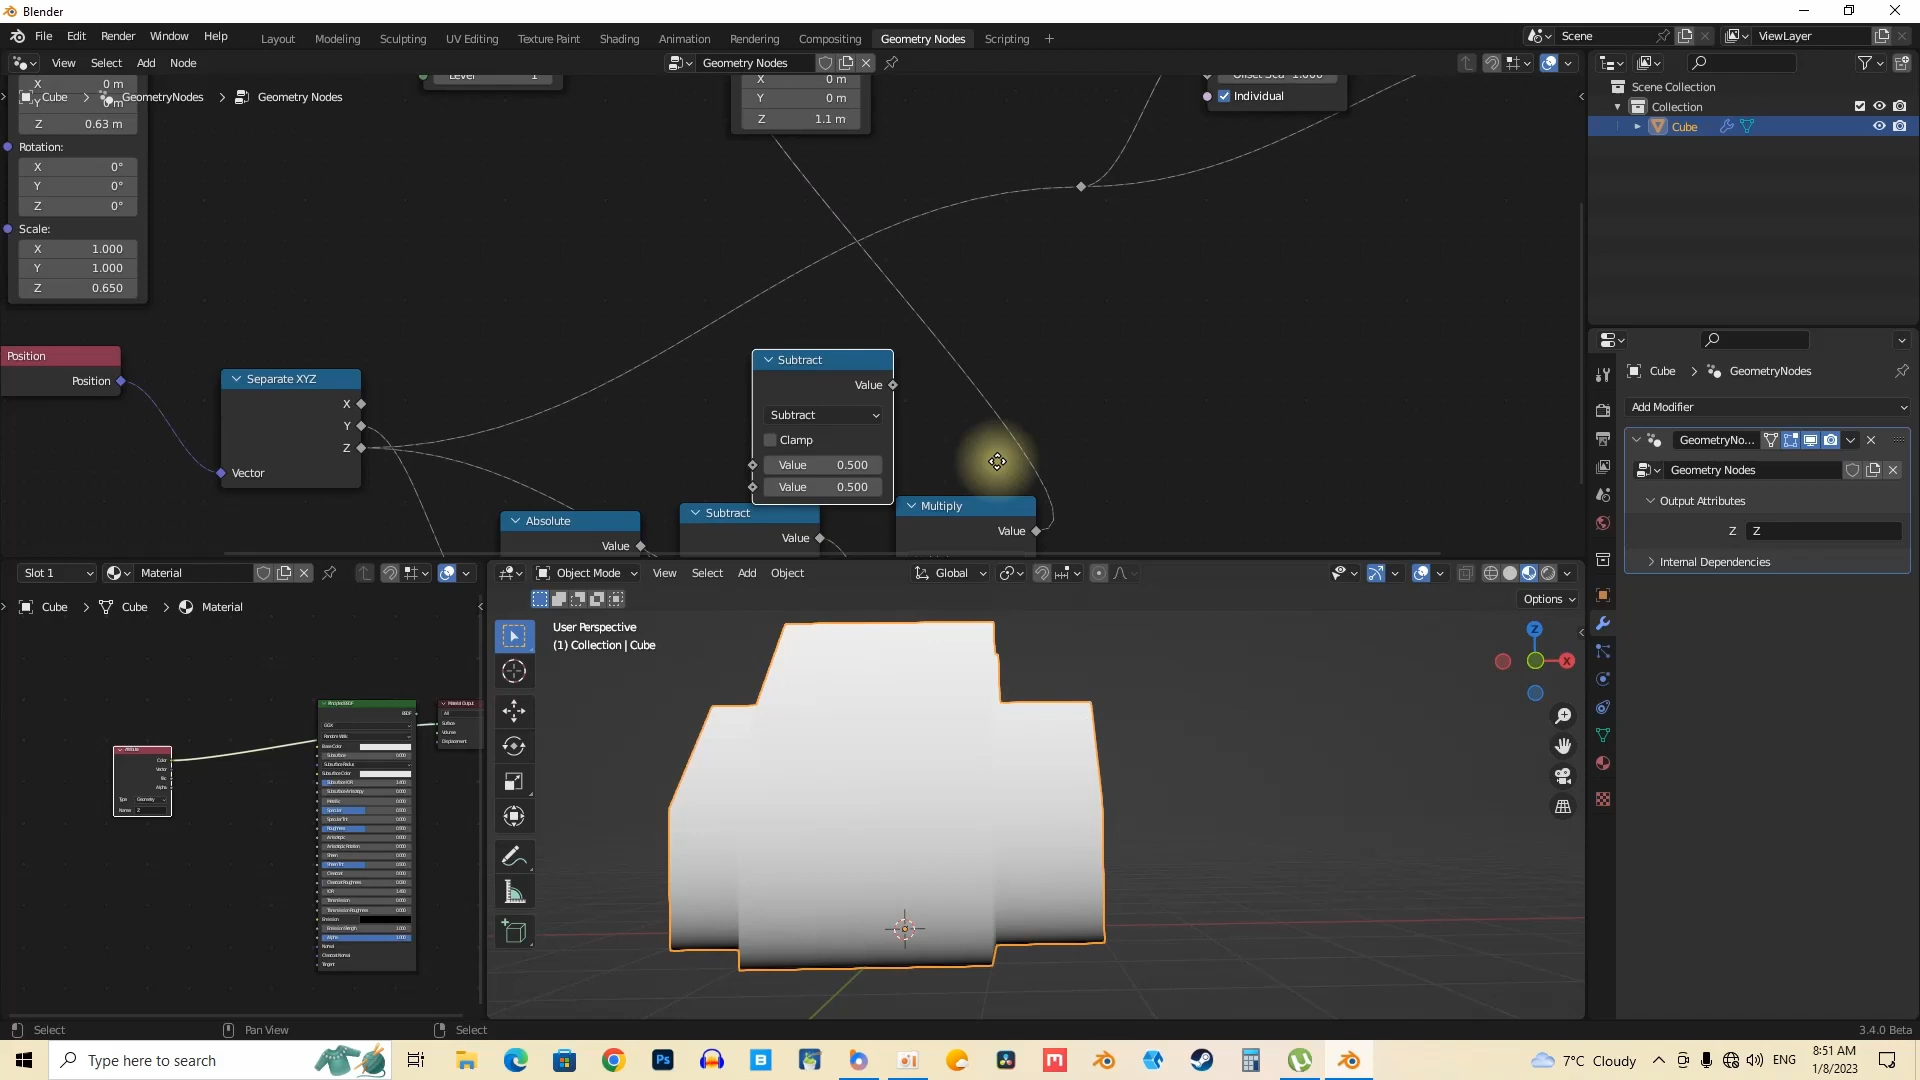 Blender
File Edit Render Window Help
Layout Modeling Sculpting UV Editing Texture Paint Shading Animation Rendering Compositing Geometry Nodes Scripting
Scene
ViewLayer
View Select Add Node
Geometry Nodes
Cube GeometryNodes Geometry Nodes
X 0 m
Y 0 m
Z 0.63 m
Rotation:
X 0°
Y 0°
Z 0°
Scale:
X 1.000
Y 1.000
Z 0.650
Level 1
X 0 m
Y 0 m
Z 1.1 m
Individual
Position
Position
Separate XYZ
X
Y
Z
Vector
Subtract
Value
Subtract
Clamp
Value 0.500
Value 0.500
Absolute
Value
Subtract
Value
Multiply
Value
Scene Collection
Collection
Cube
Cube GeometryNodes
Add Modifier
GeometryNo...
Geometry Nodes
Output Attributes
Z Z
Internal Dependencies
Slot 1 Material
Cube Cube Material
Object Mode View Select Add Object Global
Options
User Perspective
(1) Collection | Cube
Z
X
Select Pan View Select
3.4.0 Beta
Type here to search
7°C Cloudy
ENG
8:51 AM
1/8/2023